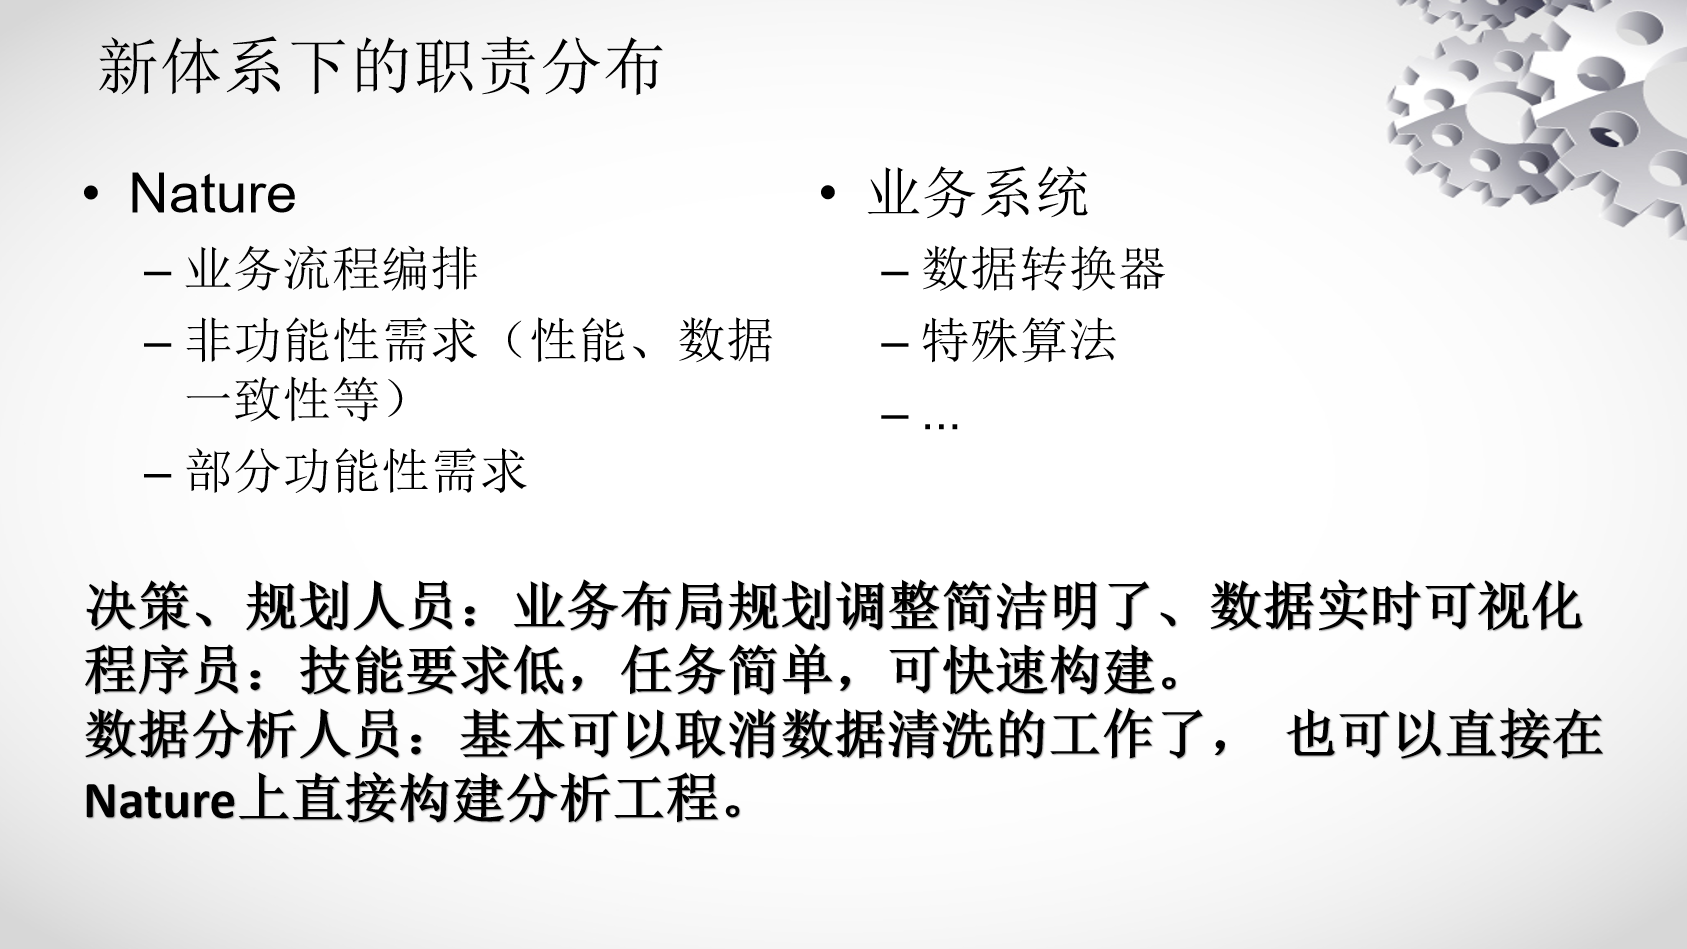 新体系下的职责分布
• Nature
– 业务流程编排
– 非功能性需求（性能、数据
一致性等）
– 部分功能性需求
• 业务系统
– 数据转换器
– 特殊算法
– ...
决策、规划人员：业务布局规划调整简洁明了、数据实时可视化
程序员：技能要求低，任务简单，可快速构建。
数据分析人员：基本可以取消数据清洗的工作了， 也可以直接在
Nature上直接构建分析工程。